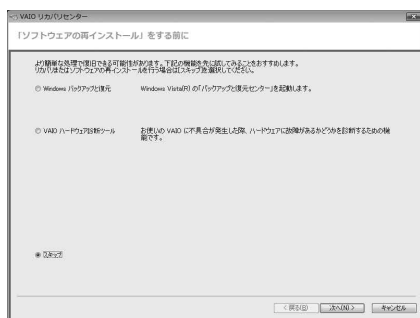 VAIO リカバリセンター
「ソフトウェアの再インストール」をする前に
より簡単な処理で復旧できる可能性があります。下記の機能を先に試してみることをおすすめします。
リカバリまたはソフトウェアの再インストールを行う場合は[スキップ]を選択してください。
Windows バックアップと復元
Windows Vista(R) の「バックアップと復元センター」を起動します。
VAIO ハードウェア診断ツール
お使いの VAIO に不具合が発生した際、ハードウェアに故障があるかどうかを診断するための機
能です。
スキップ
< 戻る(B)
次へ(N) >
キャンセル